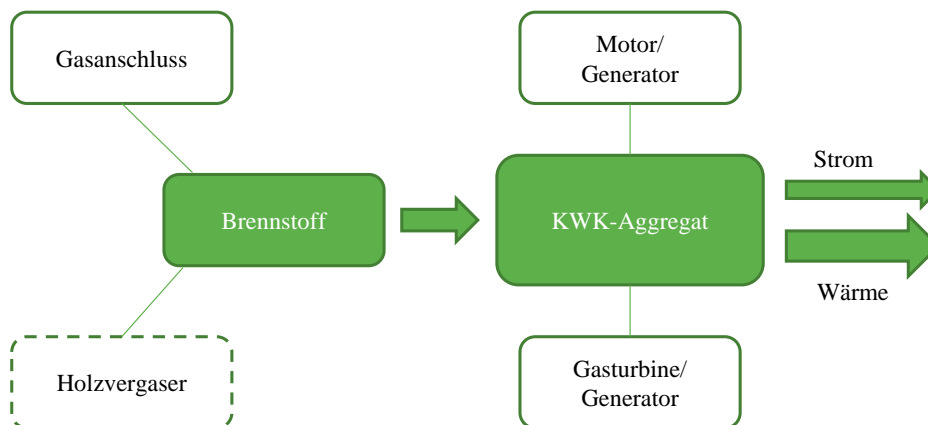 Gasanschluss
Motor/
Generator
Strom
Brennstoff
KWK-Aggregat
Wärme
Holzvergaser
Gasturbine/
Generator